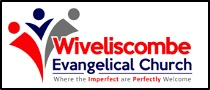 Wiveliscombe
Evangelical Church
Where the Imperfect are Perfectly Welcome